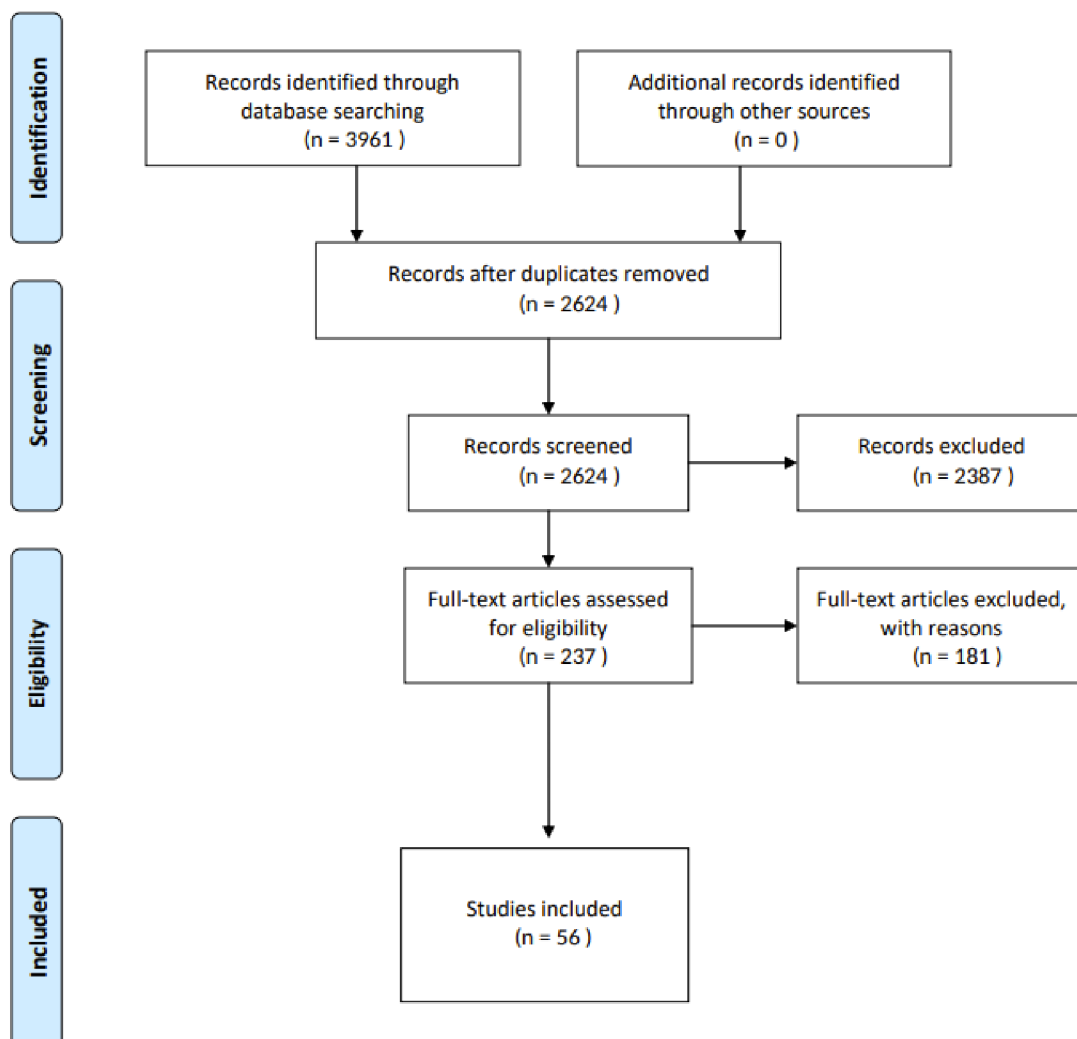 Identification
Records identified through
database searching
(n = 3961 )
Additional records identified
through other sources
(n = 0 )
Records after duplicates removed
(n = 2624 )
Screening
Records screened
(n = 2624 )
Records excluded
(n = 2387 )
Eligibility
Full-text articles assessed
for eligibility
(n = 237 )
Full-text articles excluded,
with reasons
(n = 181 )
Included
Studies included
(n = 56 )